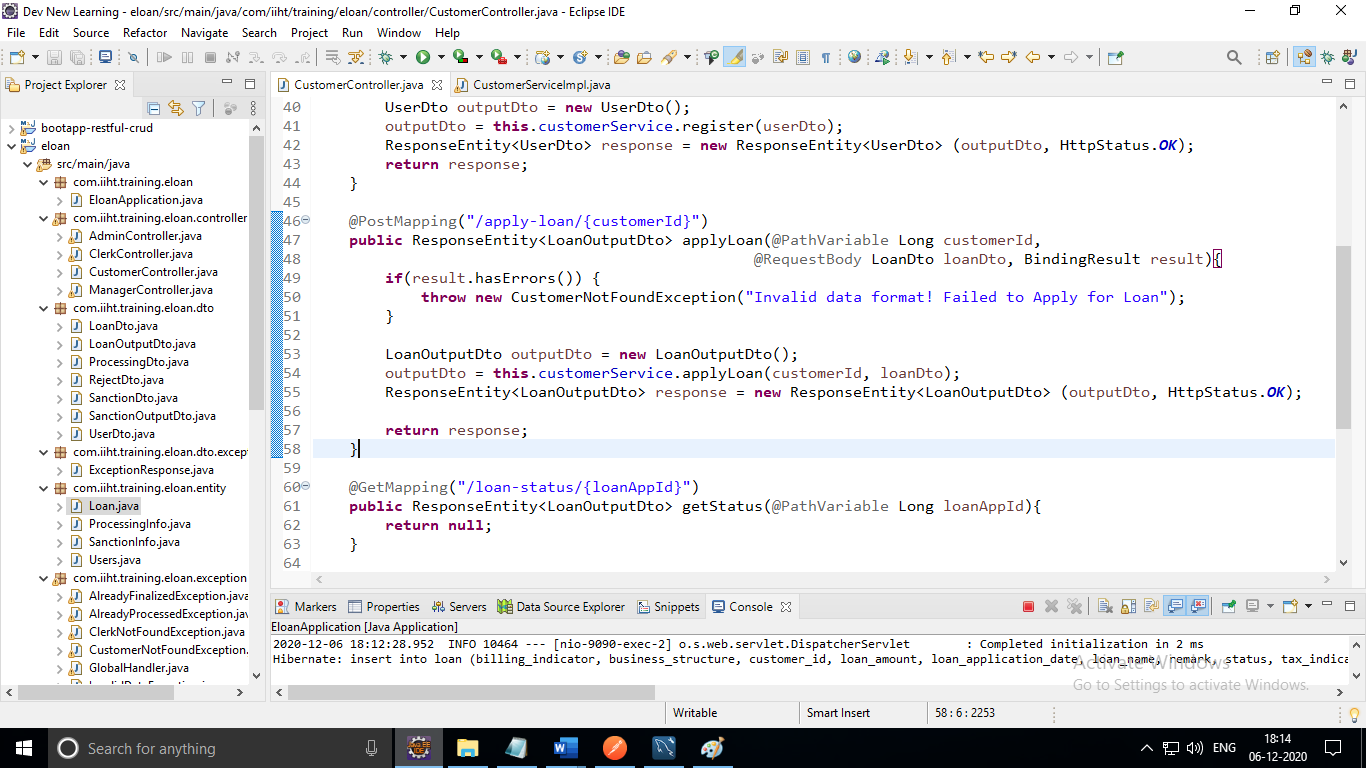 Dev New Learning - eloan/src/main/java/com/iiht/training/eloan/controller/CustomerController.java - Eclipse IDE
File Edit Source Refactor Navigate Search Project Run Window Help
Project Explorer
bootapp-restful-crud
eloan
src/main/java
com.iiht.training.eloan
EloanApplication.java
com.iiht.training.eloan.controller
AdminController.java
ClerkController.java
CustomerController.java
ManagerController.java
com.iiht.training.eloan.dto
LoanDto.java
LoanOutputDto.java
ProcessingDto.java
RejectDto.java
SanctionDto.java
SanctionOutputDto.java
UserDto.java
com.iiht.training.eloan.dto.excep
ExceptionResponse.java
com.iiht.training.eloan.entity
Loan.java
ProcessingInfo.java
SanctionInfo.java
Users.java
com.iiht.training.eloan.exception
AlreadyFinalizedException.java
AlreadyProcessedException.jav
ClerkNotFoundException.java
CustomerNotFoundException.
GlobalHandler.java
CustomerController.java CustomerServiceImpl.java
40 UserDto outputDto = new UserDto();
41 outputDto = this.customerService.register(userDto);
42 ResponseEntity<UserDto> response = new ResponseEntity<UserDto> (outputDto, HttpStatus.OK);
43 return response;
44 }
45
46 @PostMapping("/apply-loan/{customerId}")
47 public ResponseEntity<LoanOutputDto> applyLoan(@PathVariable Long customerId,
48 @RequestBody LoanDto loanDto, BindingResult result){
49 if(result.hasErrors()) {
50 throw new CustomerNotFoundException("Invalid data format! Failed to Apply for Loan");
51 }
52
53 LoanOutputDto outputDto = new LoanOutputDto();
54 outputDto = this.customerService.applyLoan(customerId, loanDto);
55 ResponseEntity<LoanOutputDto> response = new ResponseEntity<LoanOutputDto> (outputDto, HttpStatus.OK);
56
57 return response;
58 }
59
60 @GetMapping("/loan-status/{loanAppId}")
61 public ResponseEntity<LoanOutputDto> getStatus(@PathVariable Long loanAppId){
62 return null;
63 }
64
Markers Properties Servers Data Source Explorer Snippets Console
EloanApplication [Java Application]
2020-12-06 18:12:28.952 INFO 10464 --- [nio-9090-exec-2] o.s.web.servlet.DispatcherServlet : Completed initialization in 2 ms
Hibernate: insert into loan (billing_indicator, business_structure, customer_id, loan_amount, loan_application_date, loan_name, remark, status, tax_indica
Activate Windows
Go to Settings to activate Windows.
Writable Smart Insert 58 : 6 : 2253
Search for anything
ENG
18:14
06-12-2020